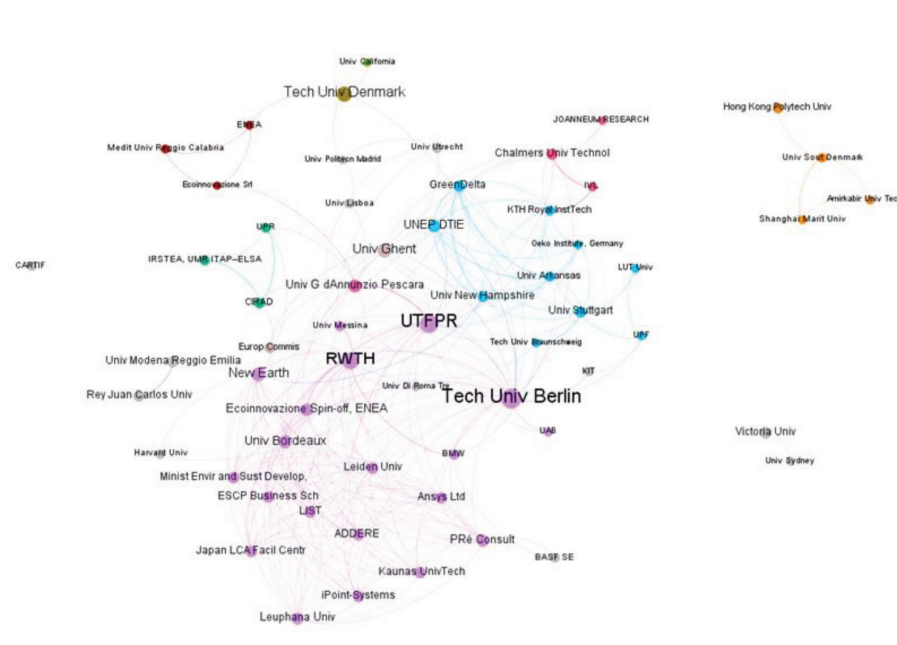 Univ California
Tech Univ Denmark
Hong Kong Polytech Univ
JOANNEUM RESEARCH
ENEA
Medit Univ Reggio Calabria
Univ Utrecht
Chalmers Univ Technol
Univ Politecn Madrid
Univ Sout Denmark
Ecoinnovazione Srl
GreenDelta
IVL
Univ Lisboa
KTH Royal InstTech
Amirkabir Univ Tec
Shanghai Marit Univ
UPR
UNEP DTIE
Oeko Institute, Germany
Univ Ghent
IRSTEA, UMR ITAP–ELSA
CARTIF
LUT Univ
Univ Arkansas
Univ G dAnnunzio Pescara
Univ New Hampshire
CIRAD
Univ Stuttgart
UTFPR
Univ Messina
UFF
Tech Univ Braunschweig
Europ Commis
RWTH
Univ Modena Reggio Emilia
New Earth
KIT
Univ Di Roma Tre
Rey Juan Carlos Univ
Tech Univ Berlin
Ecoinnovazione Spin-off, ENEA
UAB
Victoria Univ
Univ Bordeaux
Harvard Univ
BMW
Univ Sydney
Leiden Univ
Minist Envir and Sust Develop,
ESCP Business Sch
Ansys Ltd
LIST
ADDERE
PRé Consult
Japan LCA Facil Centr
BASF SE
Kaunas UnivTech
iPoint-Systems
Leuphana Univ